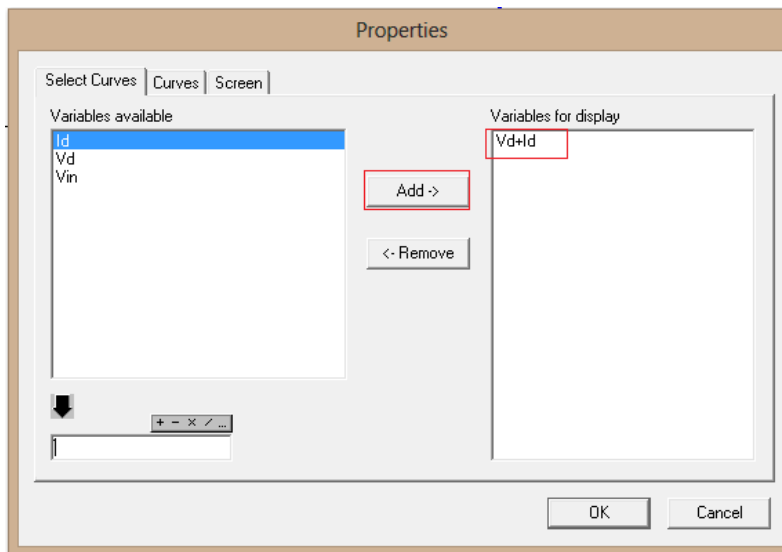 Properties
Select Curves Curves Screen
Variables available
Id
Vd
Vin
Add ->
<- Remove
Variables for display
Vd+Id
+ - × / ...
OK Cancel